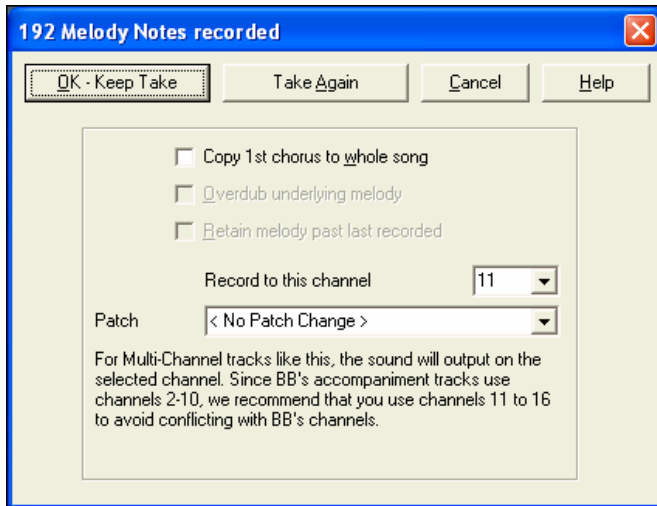 192 Melody Notes recorded
OK - Keep Take Take Again Cancel Help
Copy 1st chorus to whole song
Overdub underlying melody
Retain melody past last recorded
Record to this channel 11
Patch < No Patch Change >
For Multi-Channel tracks like this, the sound will output on the
selected channel. Since BB's accompaniment tracks use
channels 2-10, we recommend that you use channels 11 to 16
to avoid conflicting with BB's channels.